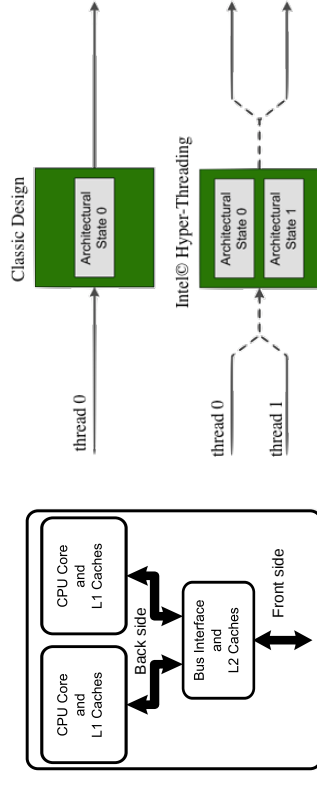 CPU Core
and
L1 Caches
CPU Core
and
L1 Caches
Back side
Bus Interface
and
L2 Caches
Front side
Classic Design
thread 0
Architectural
State 0
Intel© Hyper-Threading
thread 0
thread 1
Architectural
State 0
Architectural
State 1